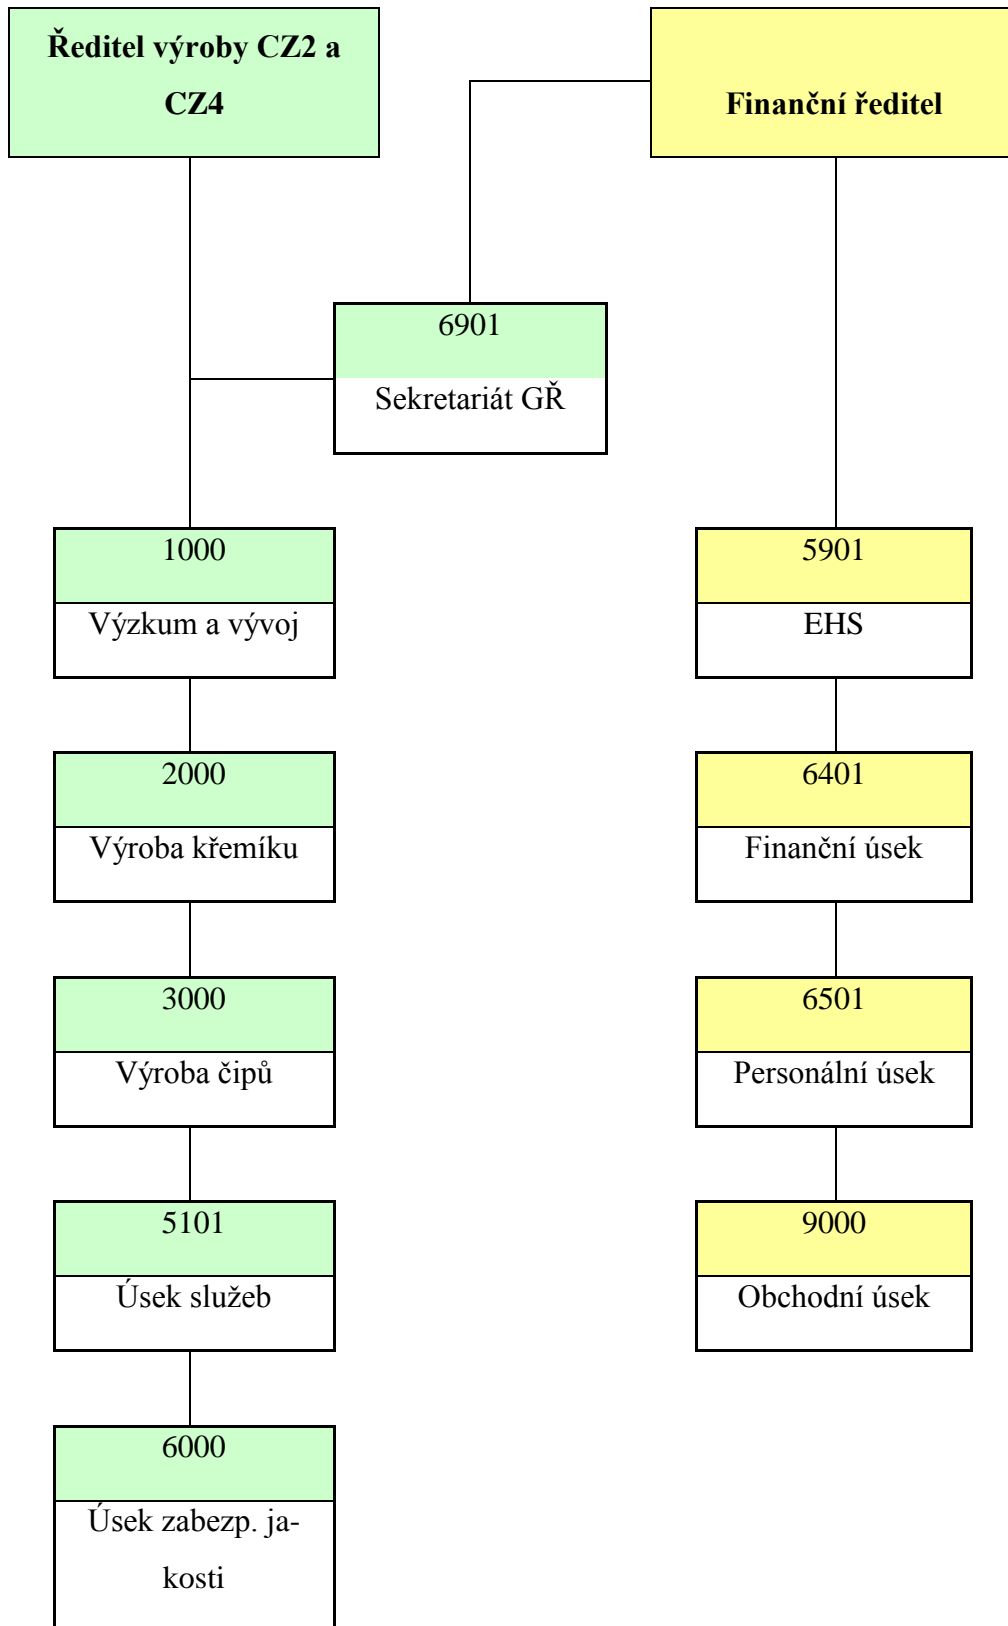 Ředitel výroby CZ2 a
CZ4
Finanční ředitel
6901
Sekretariát GŘ
1000
Výzkum a vývoj
5901
EHS
2000
Výroba křemíku
6401
Finanční úsek
3000
Výroba čipů
6501
Personální úsek
5101
Úsek služeb
9000
Obchodní úsek
6000
Úsek zabezp. ja-
kosti